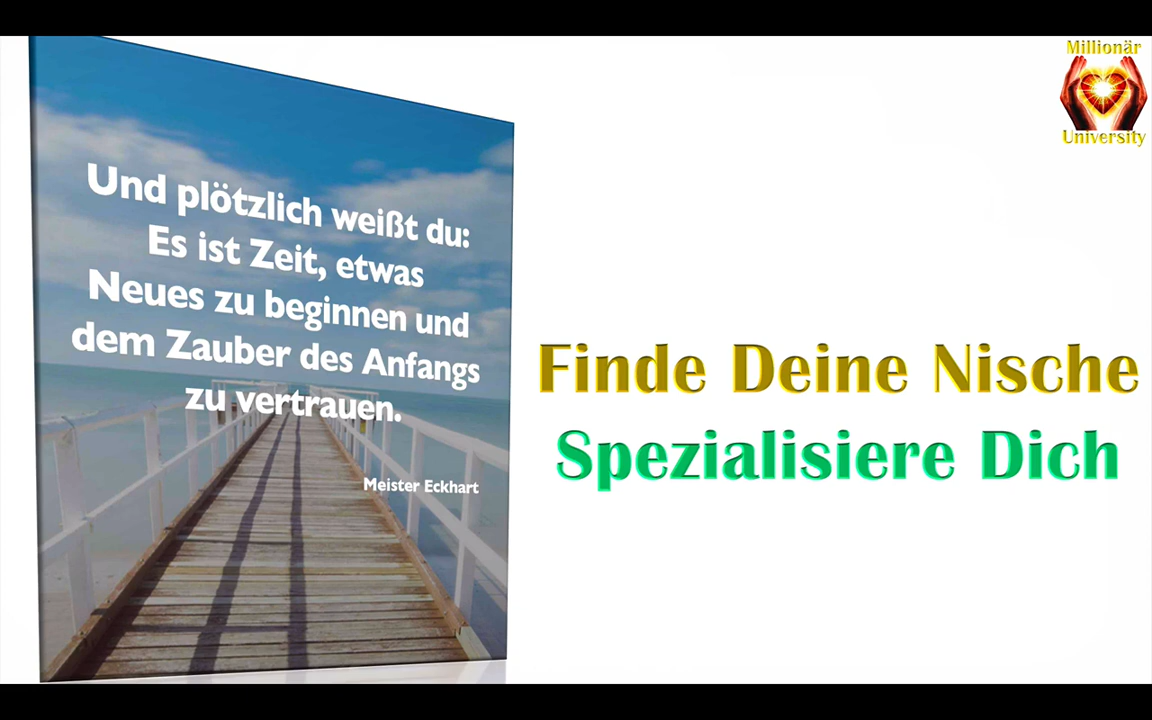 Und plötzlich weißt du:
Es ist Zeit, etwas
Neues zu beginnen und
dem Zauber des Anfangs
zu vertrauen.
Meister Eckhart
Finde Deine Nische
Spezialisiere Dich
Millionär
University